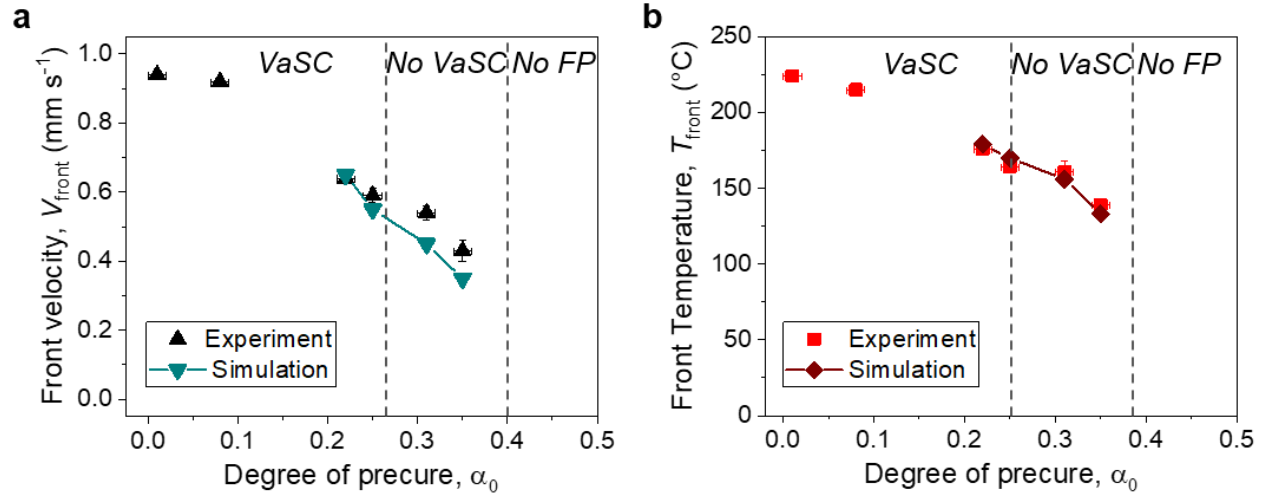 a
Front velocity, V_front (mm s⁻¹)
1.0
0.8
0.6
0.4
0.2
0.0
VaSC
No VaSC
No FP
Experiment
Simulation
0.0 0.1 0.2 0.3 0.4 0.5
Degree of precure, α₀
b
Front Temperature, T_front (°C)
250
200
150
100
50
0
VaSC
No VaSC
No FP
Experiment
Simulation
0.0 0.1 0.2 0.3 0.4 0.5
Degree of precure, α₀